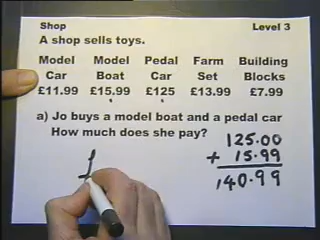 Shop Level 3
A shop sells toys.
Model Model Pedal Farm Building
Car Boat Car Set Blocks
£11.99 £15.99 £125 £13.99 £7.99
a) Jo buys a model boat and a pedal car
How much does she pay?
125.00
+ 15.99
140.99
£